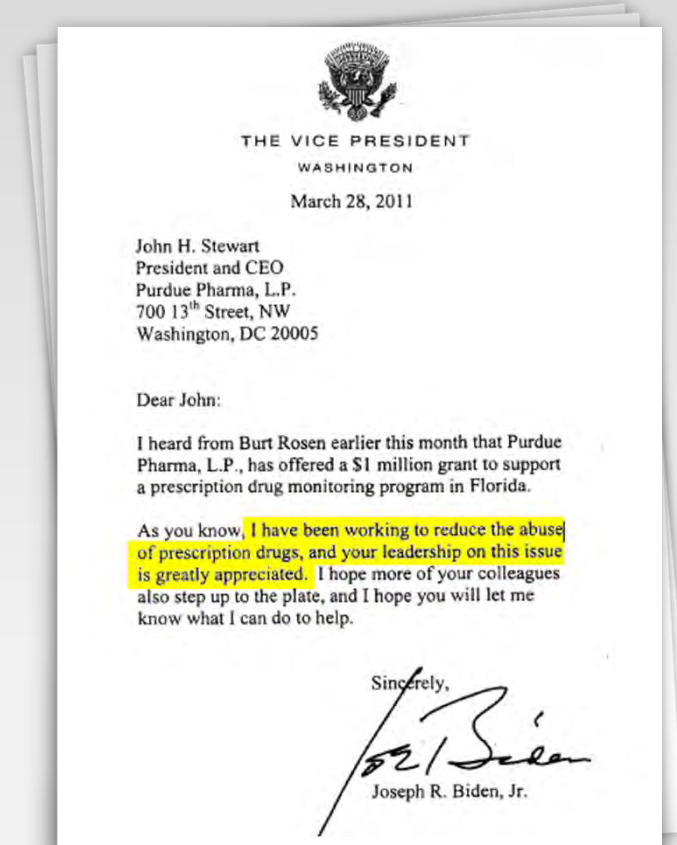 THE VICE PRESIDENT
WASHINGTON
March 28, 2011
John H. Stewart
President and CEO
Purdue Pharma, L.P.
700 13th Street, NW
Washington, DC 20005
Dear John:
I heard from Burt Rosen earlier this month that Purdue
Pharma, L.P., has offered a $1 million grant to support
a prescription drug monitoring program in Florida.
As you know, I have been working to reduce the abuse
of prescription drugs, and your leadership on this issue
is greatly appreciated. I hope more of your colleagues
also step up to the plate, and I hope you will let me
know what I can do to help.
Sincerely,
Joe Biden
Joseph R. Biden, Jr.